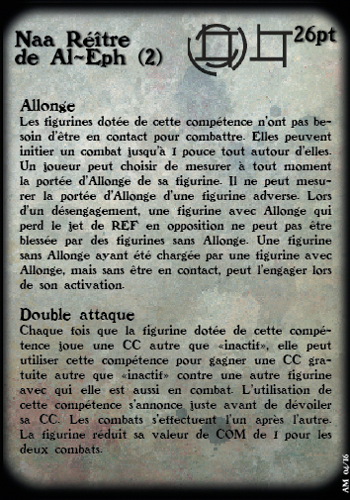 Naa Réître
de Al~Eph (2)
26pt
Allonge
Les figurines dotée de cette compétence n'ont pas be-
soin d'être en contact pour combattre. Elles peuvent
initier un combat jusqu'à 1 pouce tout autour d'elles.
Un joueur peut choisir de mesurer à tout moment
la portée d'Allonge de sa figurine. Il ne peut mesu-
rer la portée d'Allonge d'une figurine adverse. Lors
d'un désengagement, une figurine avec Allonge qui
perd le jet de REF en opposition ne peut pas être
blessée par des figurines sans Allonge. Une figurine
sans Allonge ayant été chargée par une figurine avec
Allonge, mais sans être en contact, peut l'engager lors
de son activation.
Double attaque
Chaque fois que la figurine dotée de cette compé-
tence joue une CC autre que «inactif», elle peut
utiliser cette compétence pour gagner une CC gra-
tuite autre que «inactif» contre une autre figurine
avec qui elle est aussi en combat. L'utilisation de
cette compétence s'annonce juste avant de dévoiler
sa CC. Les combats s'effectuent l'un après l'autre.
La figurine réduit sa valeur de COM de 1 pour les
deux combats.
AM 04/16